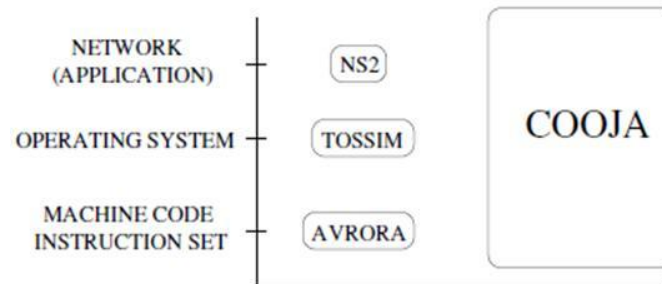 NETWORK
(APPLICATION)
NS2
OPERATING SYSTEM
TOSSIM
COOJA
MACHINE CODE
INSTRUCTION SET
AVRORA